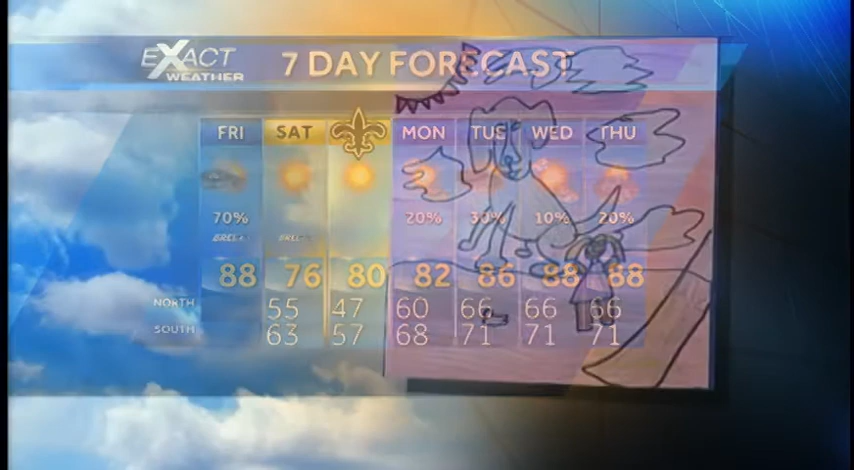 EXACT WEATHER
7 DAY FORECAST
FRI SAT MON TUE WED THU
70% 20% 30% 10% 20%
BREEZY
88 76 80 82 86 88 88
NORTH 55 47 60 66 66 66
SOUTH 63 57 68 71 71 71